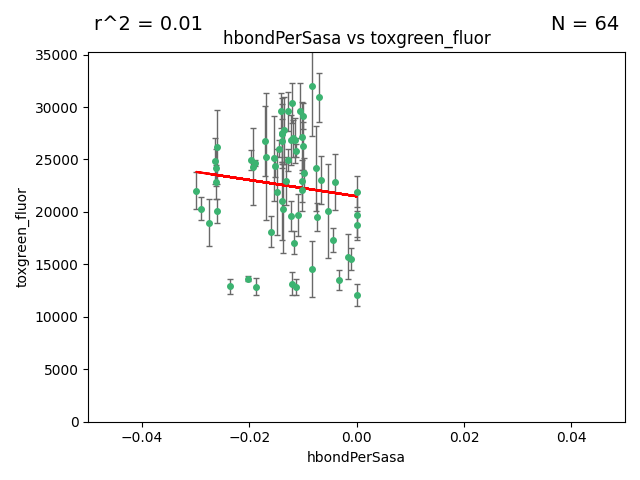 r^2 = 0.01
N = 64
hbondPerSasa vs toxgreen_fluor
35000
30000
25000
20000
15000
10000
5000
0
toxgreen_fluor
−0.04
−0.02
0.00
0.02
0.04
hbondPerSasa